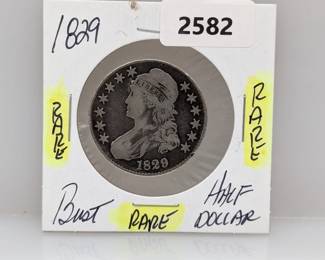 1829
2582
RARE
RARE
1829
Bust
RARE
HALF
DOLLAR